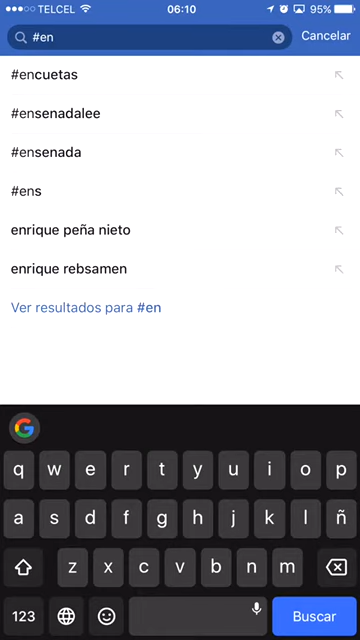 TELCEL 06:10 95%
#en Cancelar
#encuetas
#ensenadalee
#ensenada
#ens
enrique peña nieto
enrique rebsamen
Ver resultados para #en
G
q w e r t y u i o p
a s d f g h j k l ñ
z x c v b n m
123 Buscar